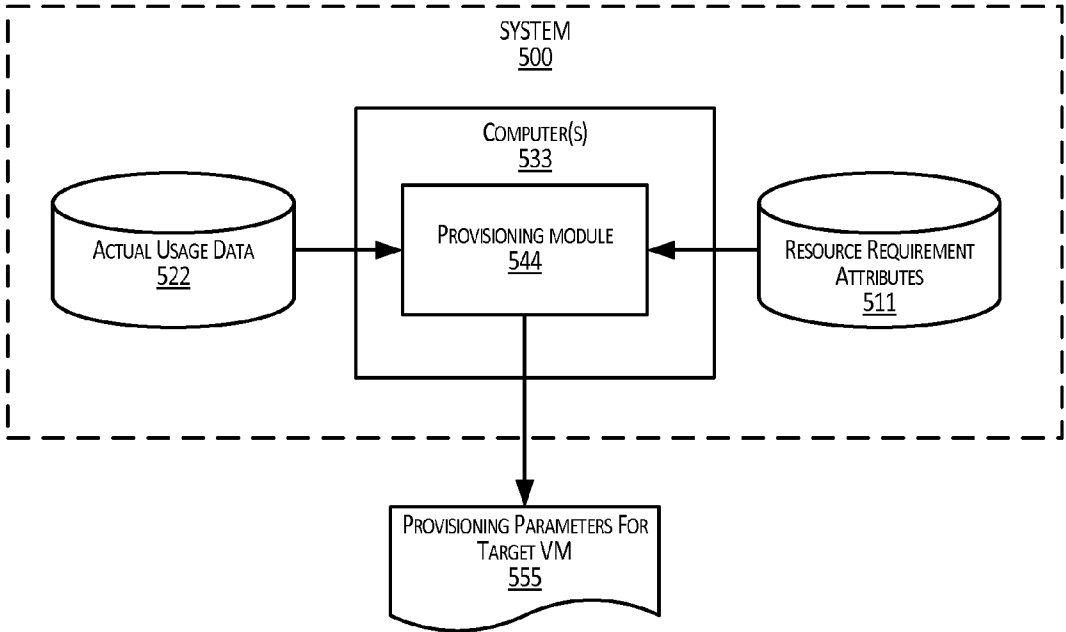 SYSTEM
500
COMPUTER(S)
533
ACTUAL USAGE DATA
522
PROVISIONING MODULE
544
RESOURCE REQUIREMENT
ATTRIBUTES
511
PROVISIONING PARAMETERS FOR
TARGET VM
555